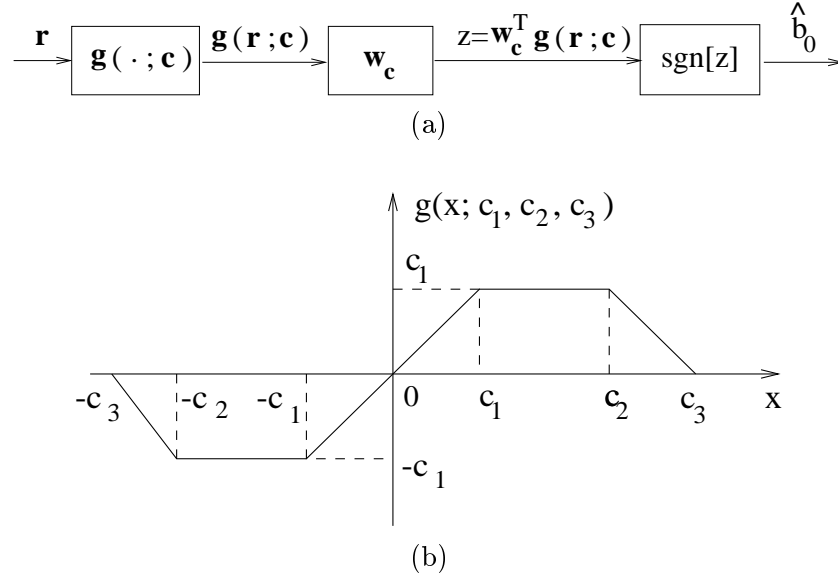 r g( · ; c) g( r ; c) w_c z=w_c^T g( r ; c) sgn[z] b̂_0
(a)
g(x; c_1, c_2, c_3)
c_1
-c_3 -c_2 -c_1 0 c_1 c_2 c_3 x
-c_1
(b)